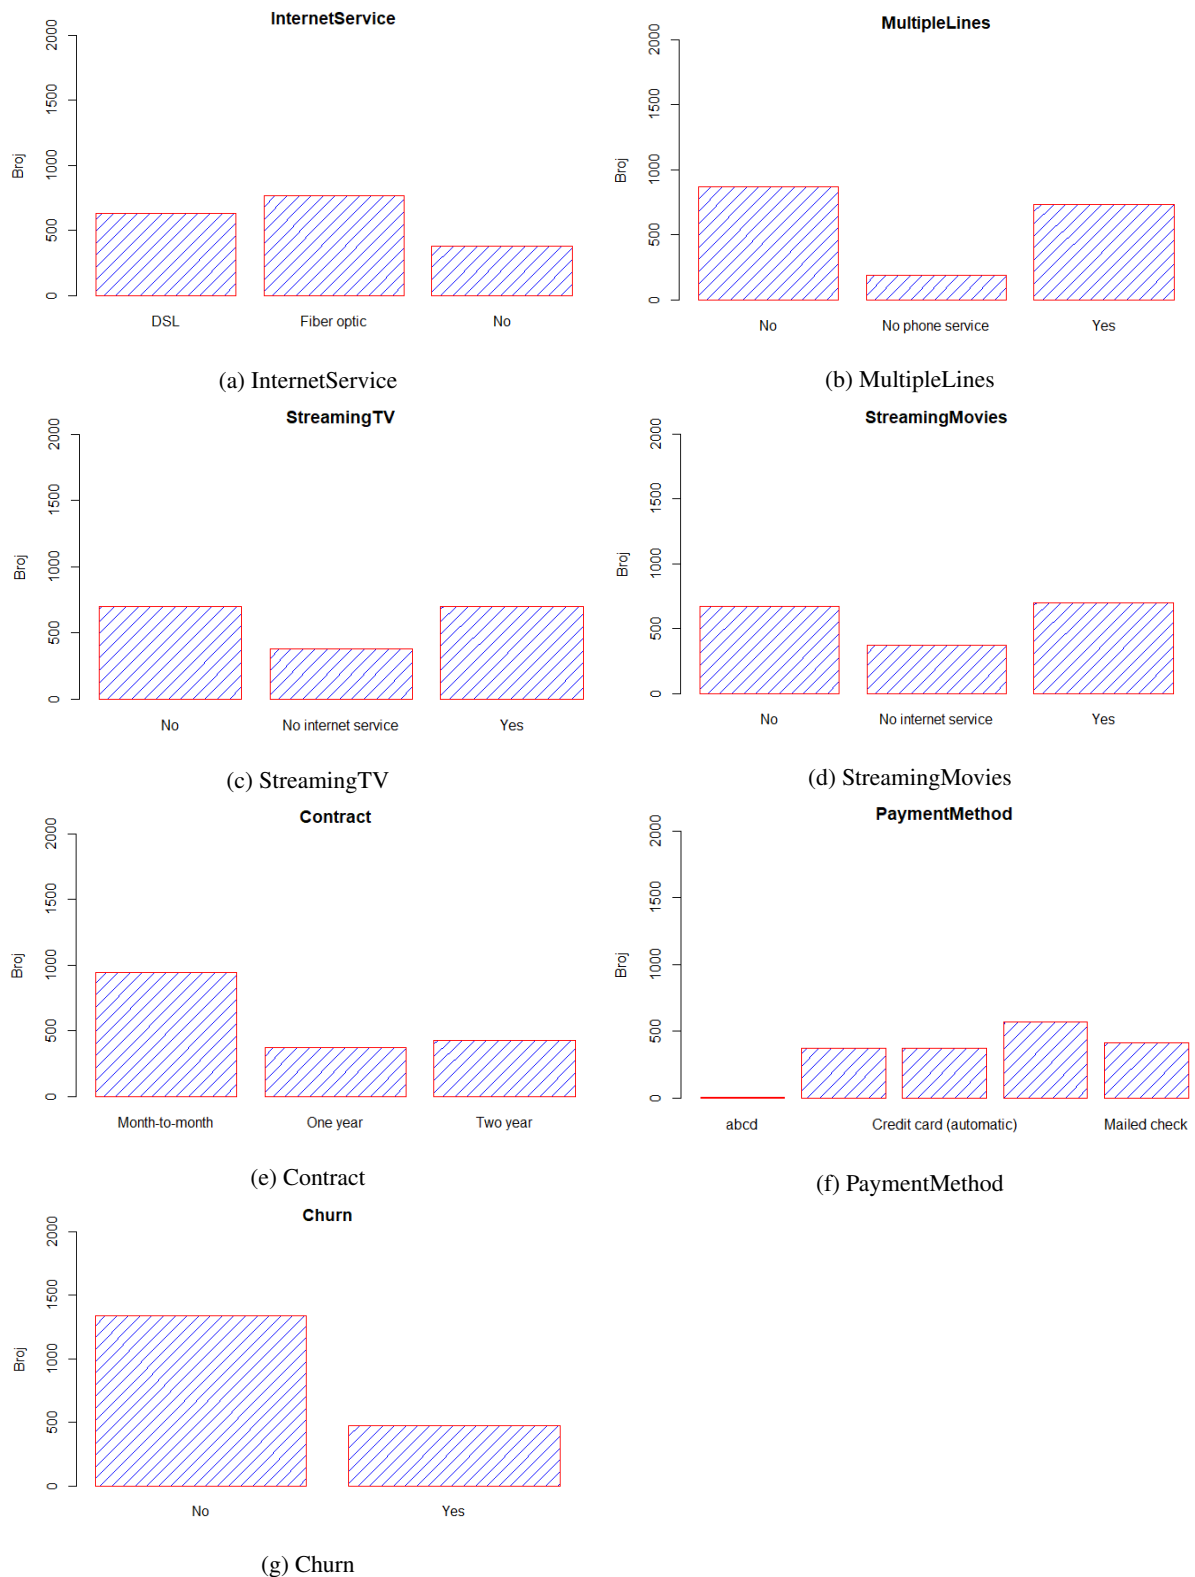 InternetService
2000
1500
1000
500
0
Broj
DSL Fiber optic No
(a) InternetService
MultipleLines
2000
1500
1000
500
0
Broj
No No phone service Yes
(b) MultipleLines
StreamingTV
2000
1500
1000
500
0
Broj
No No internet service Yes
(c) StreamingTV
StreamingMovies
2000
1500
1000
500
0
Broj
No No internet service Yes
(d) StreamingMovies
Contract
2000
1500
1000
500
0
Broj
Month-to-month One year Two year
(e) Contract
PaymentMethod
2000
1500
1000
500
0
Broj
abcd Credit card (automatic) Mailed check
(f) PaymentMethod
Churn
2000
1500
1000
500
0
Broj
No Yes
(g) Churn